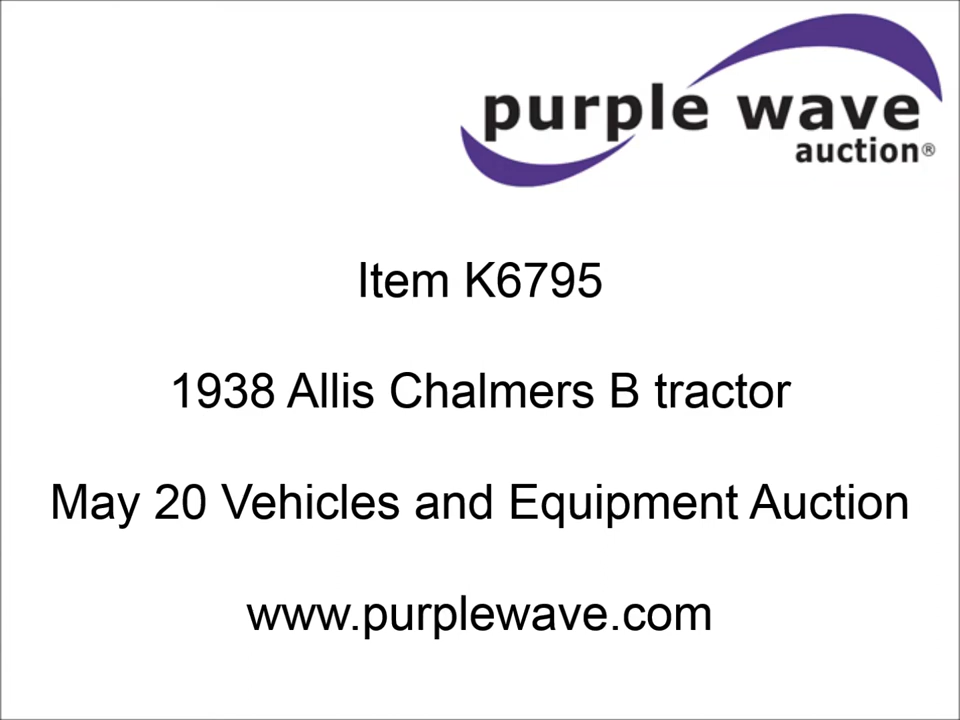 purple wave
auction®
Item K6795
1938 Allis Chalmers B tractor
May 20 Vehicles and Equipment Auction
www.purplewave.com